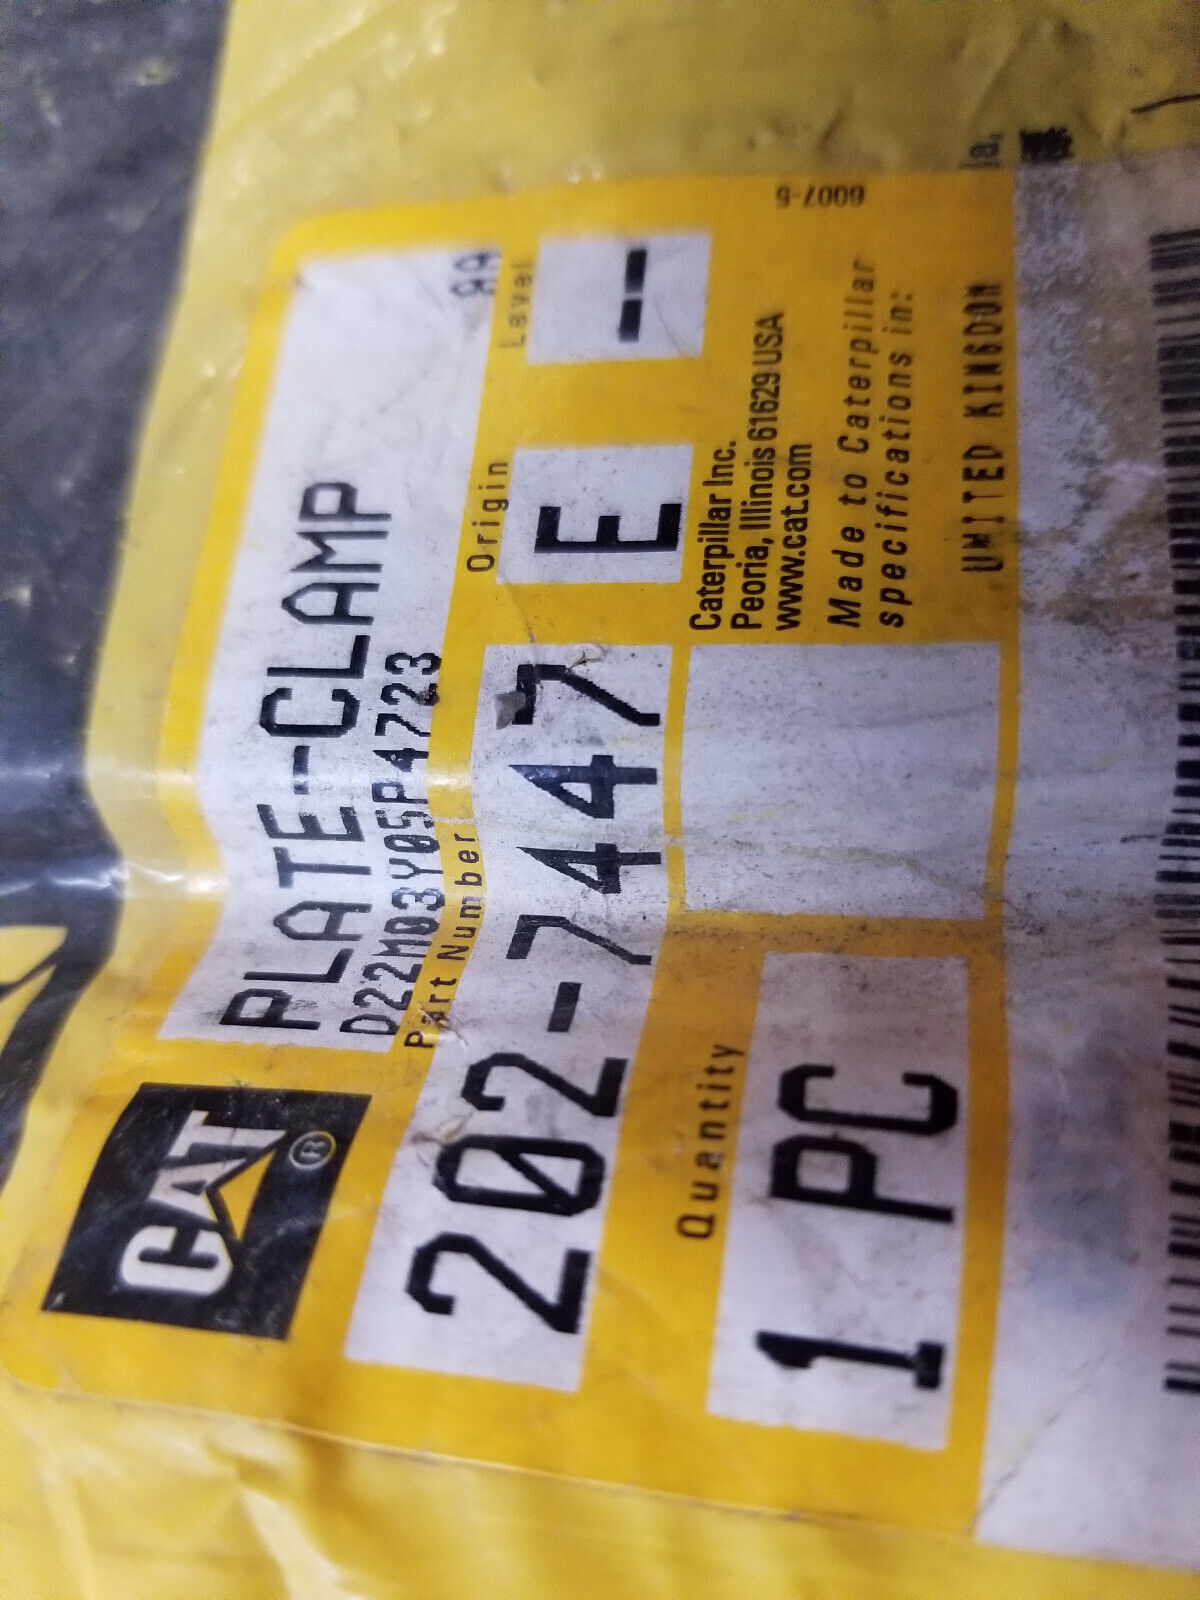 CAT®
PLATE-CLAMP
D22M03Y05P4723
AA
Part Number
Origin
Level
202-7447
E
--
Quantity
1 PC
Caterpillar Inc.
Peoria, Illinois 61629 USA
www.cat.com
Made to Caterpillar
specifications in:
UNITED KINGDOM
6007-5